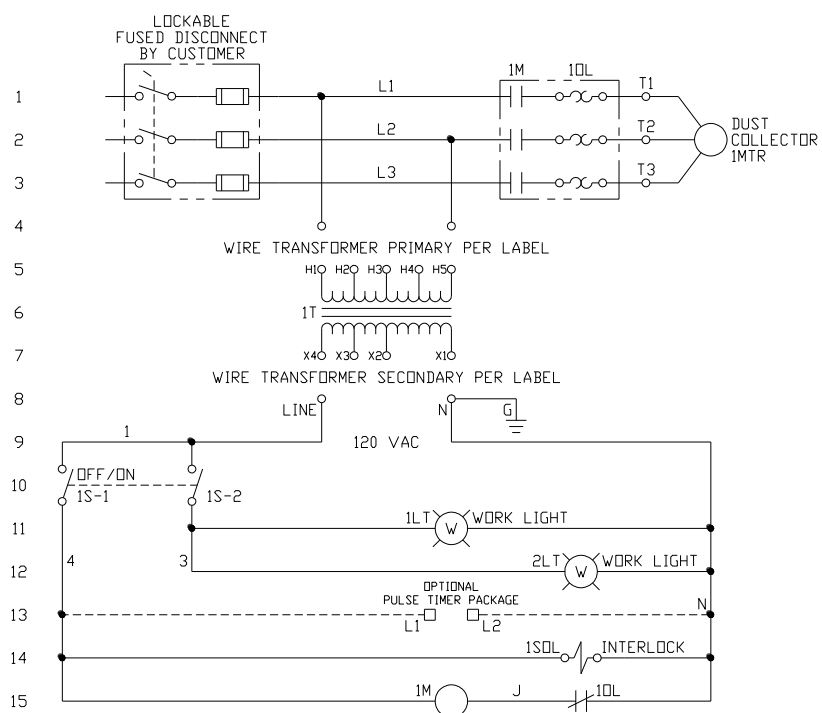 LOCKABLE
FUSED DISCONNECT
BY CUSTOMER
1M 1OL
1 L1 T1
2 L2 T2 DUST
COLLECTOR
1MTR
3 L3 T3
4
WIRE TRANSFORMER PRIMARY PER LABEL
5 H1 H2 H3 H4 H5
6 1T
7 X4 X3 X2 X1
WIRE TRANSFORMER SECONDARY PER LABEL
8 LINE N G
9 1 120 VAC
10 OFF/ON
1S-1 1S-2
11 1LT W WORK LIGHT
12 4 3 2LT W WORK LIGHT
OPTIONAL
PULSE TIMER PACKAGE N
13 L1 L2
14 1SOL INTERLOCK
15 1M J 1OL